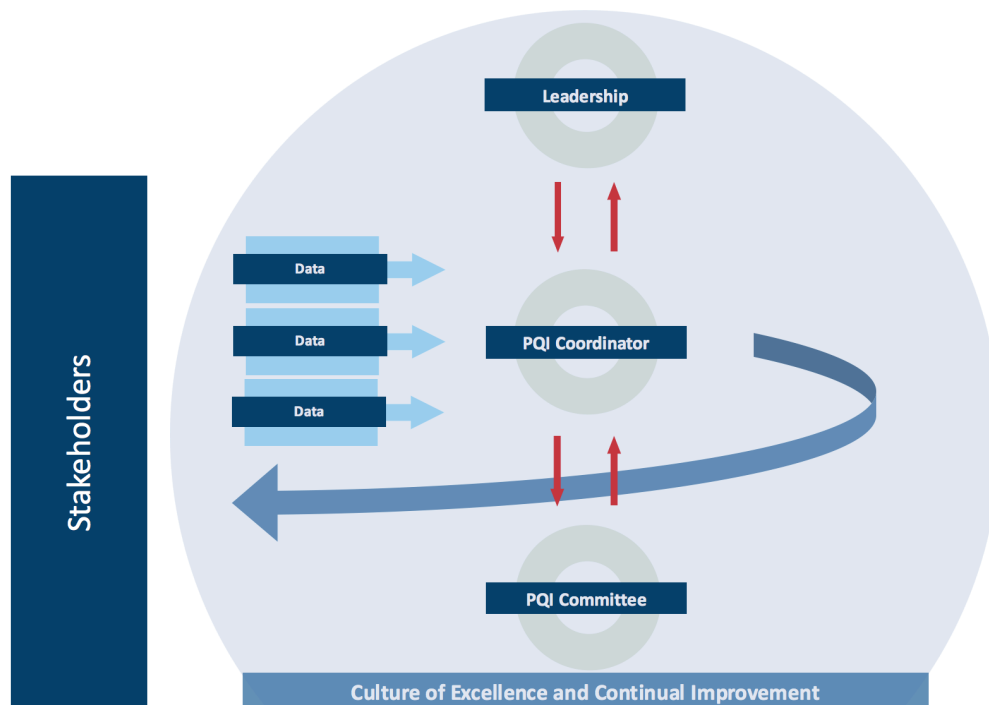 Leadership
Stakeholders
Data
Data
PQI Coordinator
Data
PQI Committee
Culture of Excellence and Continual Improvement